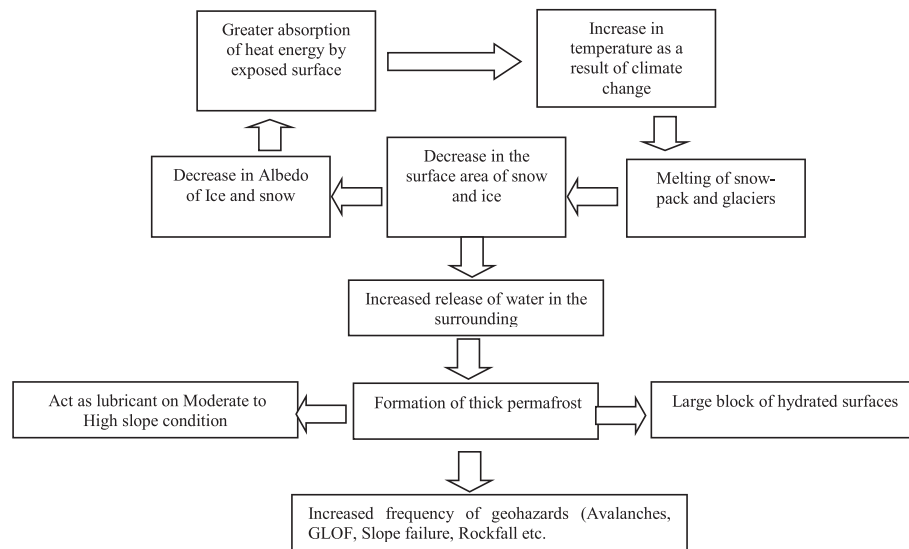 Greater absorption
of heat energy by
exposed surface
Increase in
temperature as a
result of climate
change
Decrease in Albedo
of Ice and snow
Decrease in the
surface area of snow
and ice
Melting of snow-
pack and glaciers
Increased release of water in the
surrounding
Act as lubricant on Moderate to
High slope condition
Formation of thick permafrost
Large block of hydrated surfaces
Increased frequency of geohazards (Avalanches,
GLOF, Slope failure, Rockfall etc.